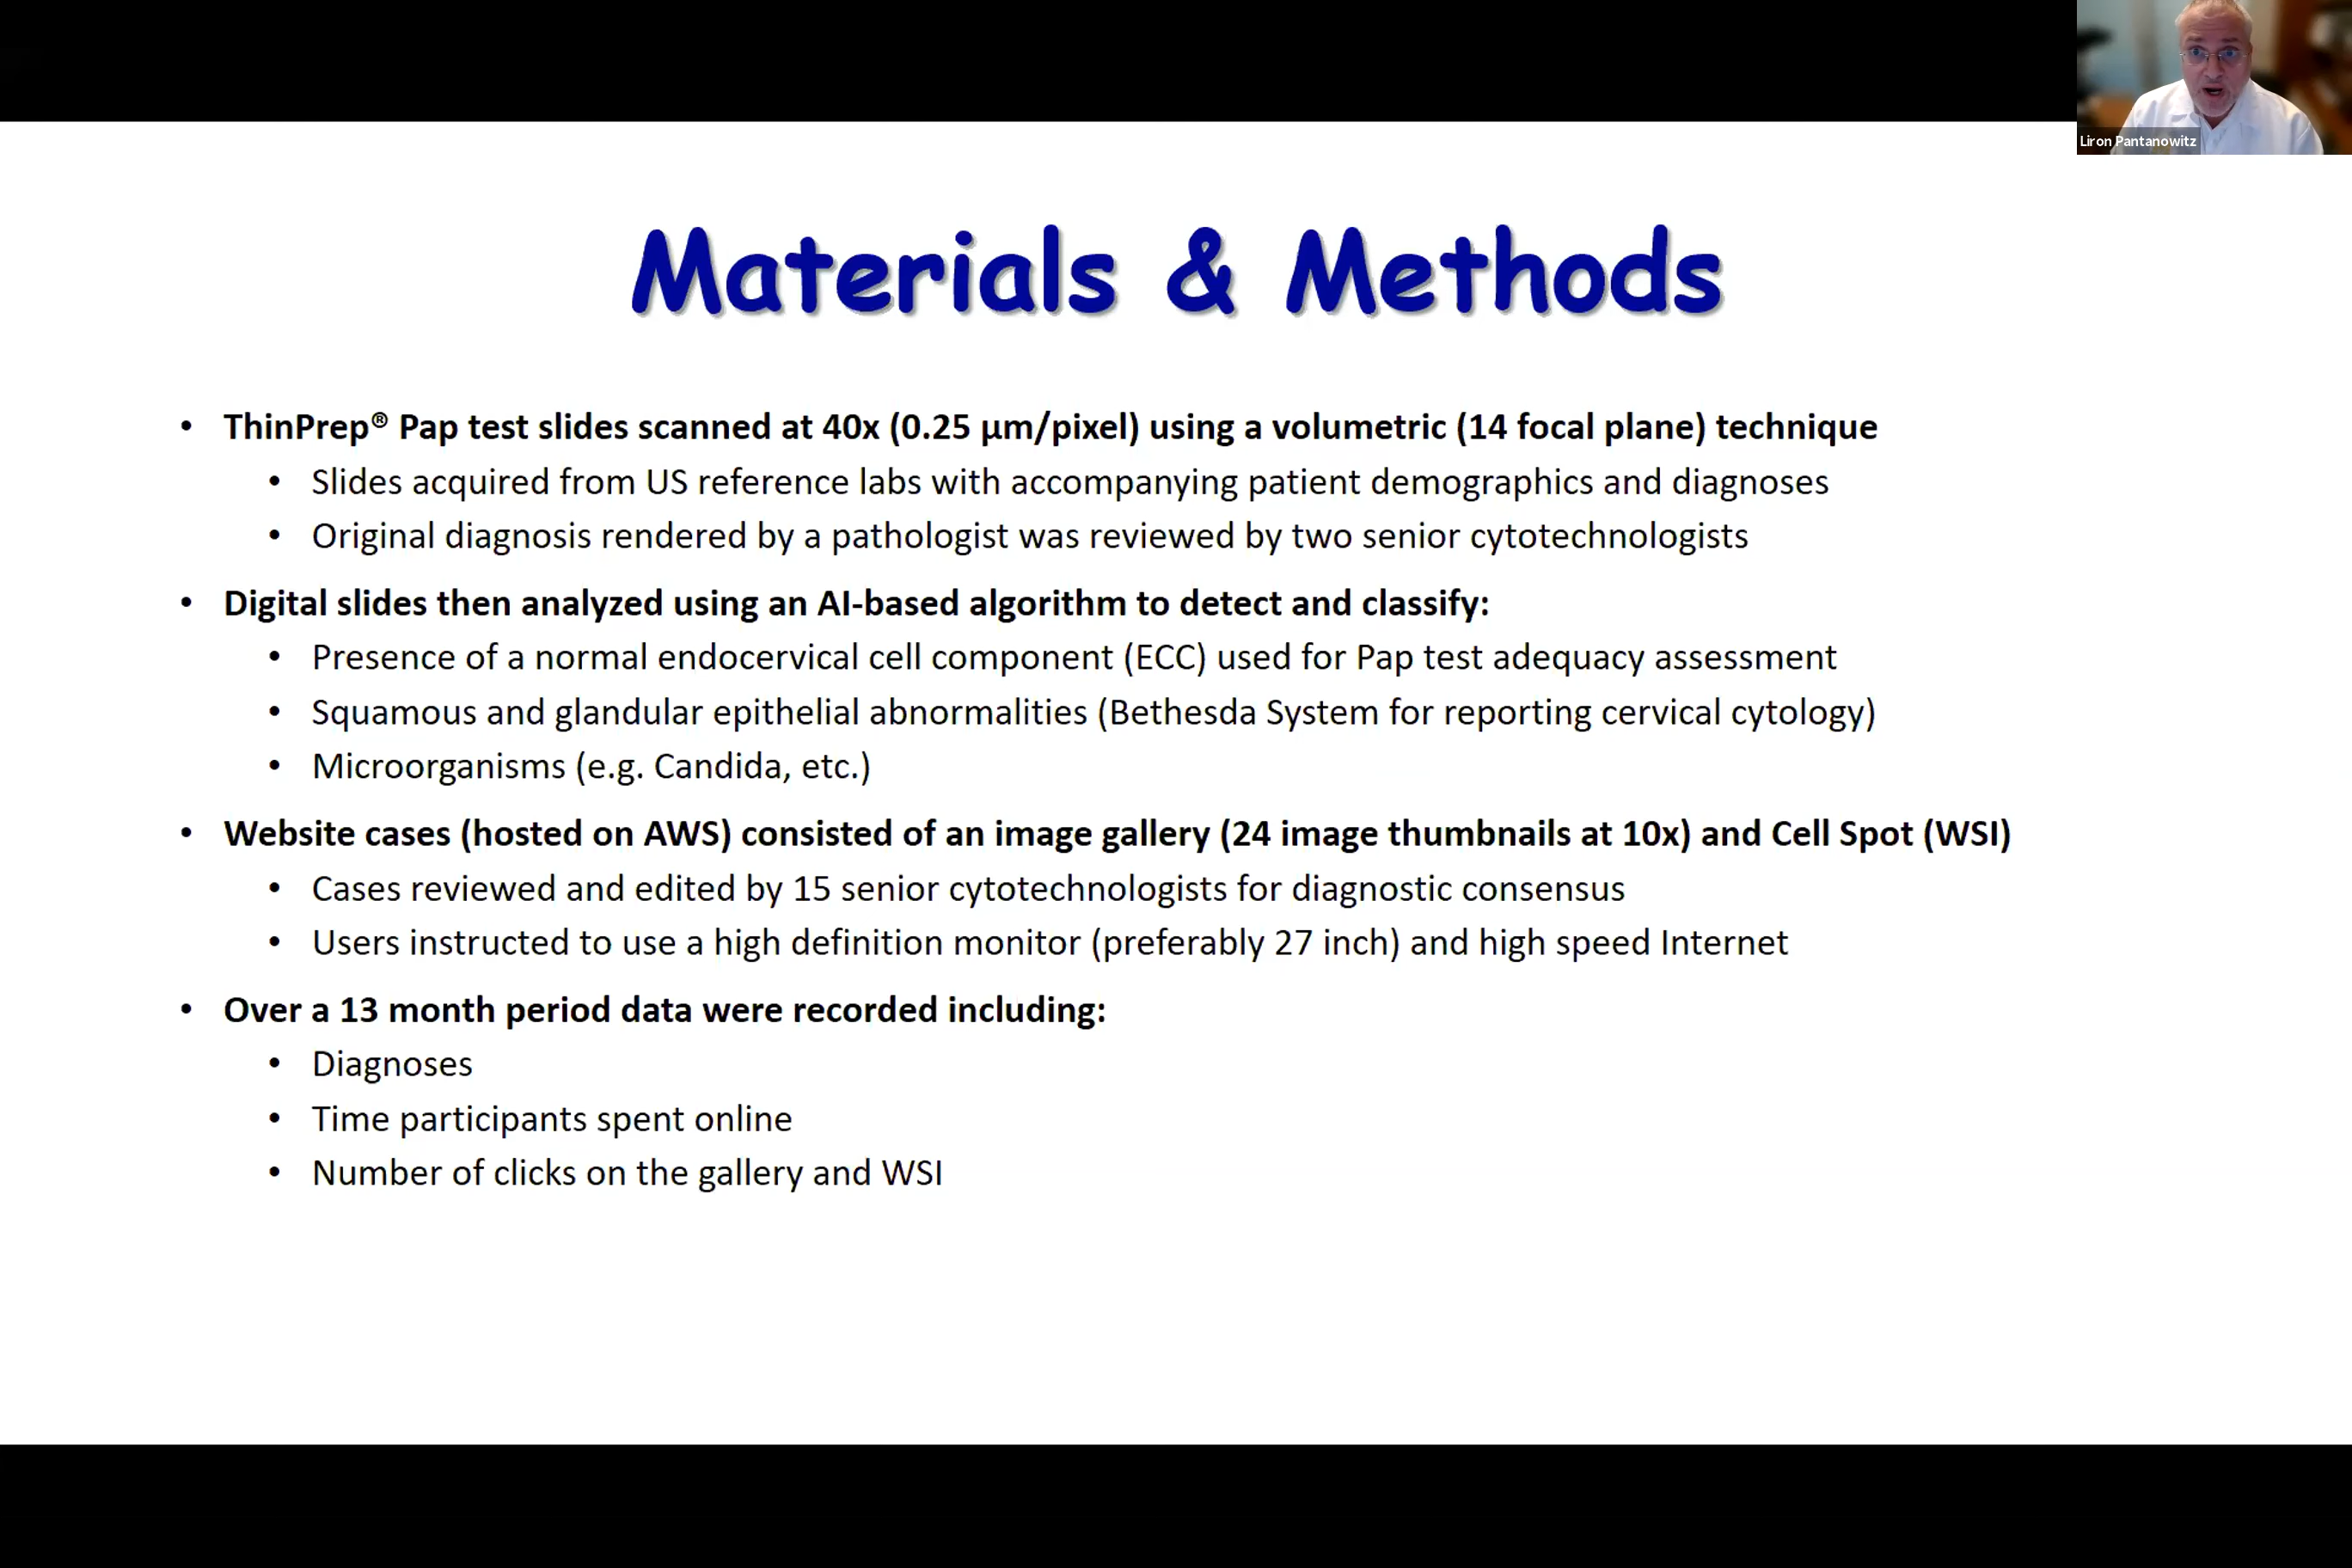 Liron Pantanowitz
Materials & Methods
• ThinPrep® Pap test slides scanned at 40x (0.25 µm/pixel) using a volumetric (14 focal plane) technique
• Slides acquired from US reference labs with accompanying patient demographics and diagnoses
• Original diagnosis rendered by a pathologist was reviewed by two senior cytotechnologists
• Digital slides then analyzed using an AI-based algorithm to detect and classify:
• Presence of a normal endocervical cell component (ECC) used for Pap test adequacy assessment
• Squamous and glandular epithelial abnormalities (Bethesda System for reporting cervical cytology)
• Microorganisms (e.g. Candida, etc.)
• Website cases (hosted on AWS) consisted of an image gallery (24 image thumbnails at 10x) and Cell Spot (WSI)
• Cases reviewed and edited by 15 senior cytotechnologists for diagnostic consensus
• Users instructed to use a high definition monitor (preferably 27 inch) and high speed Internet
• Over a 13 month period data were recorded including:
• Diagnoses
• Time participants spent online
• Number of clicks on the gallery and WSI